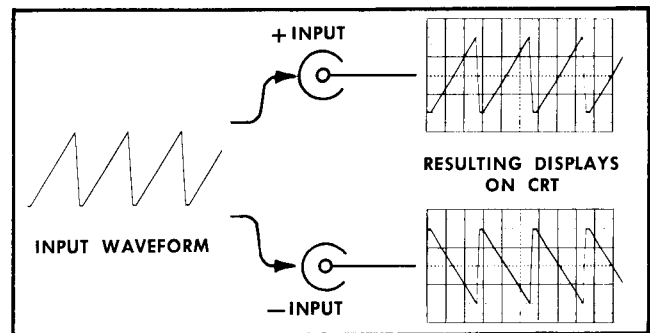 + INPUT
RESULTING DISPLAYS
ON CRT
INPUT WAVEFORM
— INPUT